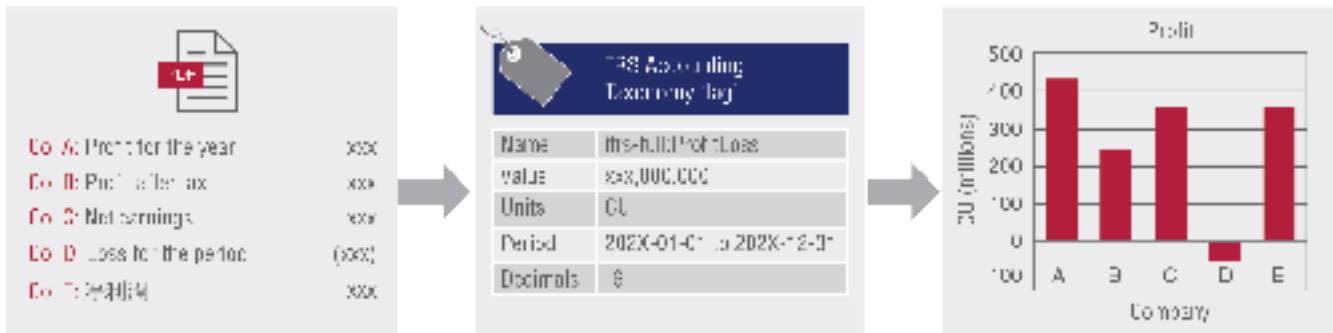 PDF
Co. A: Profit for the year xxx
Co. B: Profit after tax xxx
Co. C: Net earnings xxx
Co. D: Loss for the period (xxx)
Co. E: xxx
IFRS Accounting
Taxonomy 'tag'
Name ifrs-full:ProfitLoss
Value xxx,000,000
Units CU
Period 202X-01-01 to 202X-12-31
Decimals -6
Profit
500
400
300
200
100
0
100
CU (millions)
A B C D E
Company